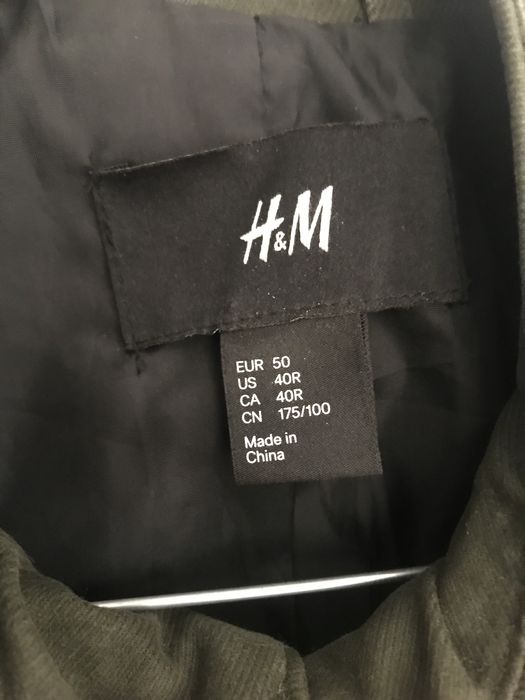 H&M
EUR 50
US 40R
CA 40R
CN 175/100
Made in
China